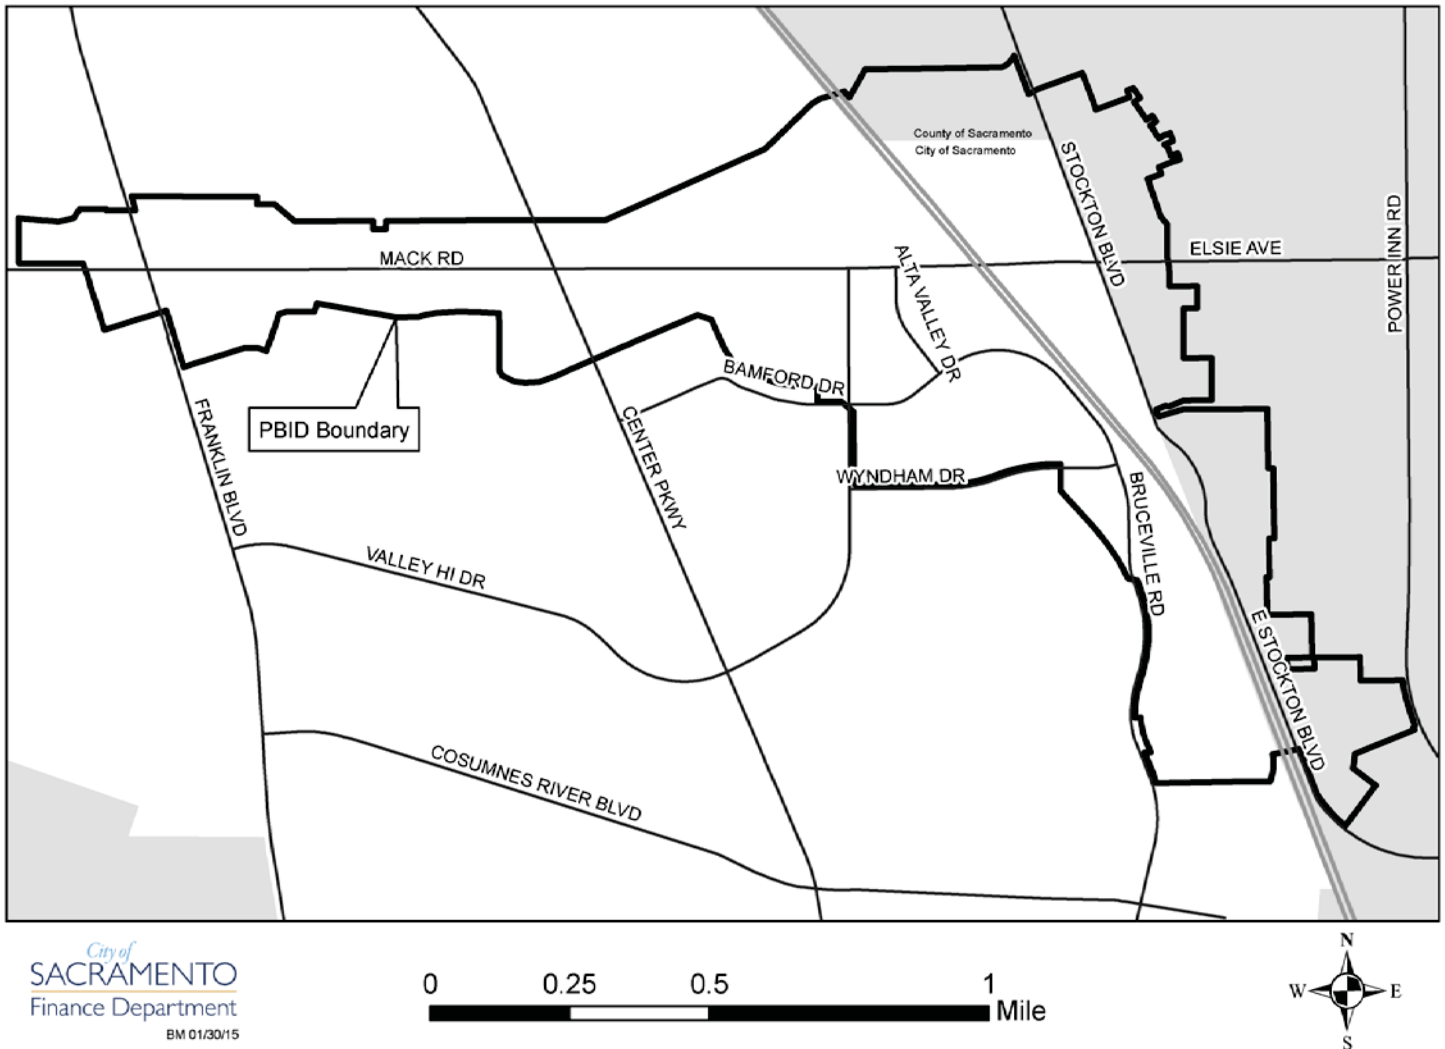 County of Sacramento
City of Sacramento
STOCKTON BLVD
POWER INN RD
ELSIE AVE
MACK RD
ALTA VALLEY DR
BAMFORD DR
PBID Boundary
FRANKLIN BLVD
CENTER PKWY
WYNDHAM DR
BRUCEVILLE RD
VALLEY HI DR
E STOCKTON BLVD
COSUMNES RIVER BLVD
City of
SACRAMENTO
Finance Department
BM 01/30/15
0 0.25 0.5 1
Mile
N
W E
S